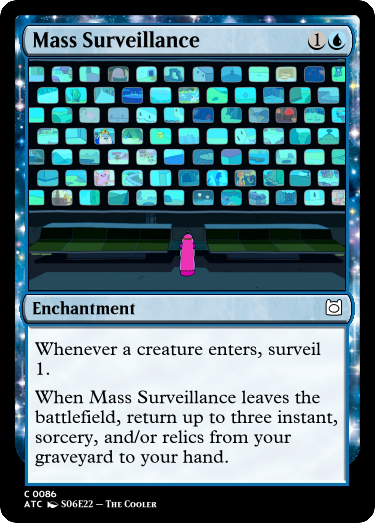 Mass Surveillance 1
Enchantment
Whenever a creature enters, surveil
1.
When Mass Surveillance leaves the
battlefield, return up to three instant,
sorcery, and/or relics from your
graveyard to your hand.
C 0086
ATC S06E22 – The Cooler